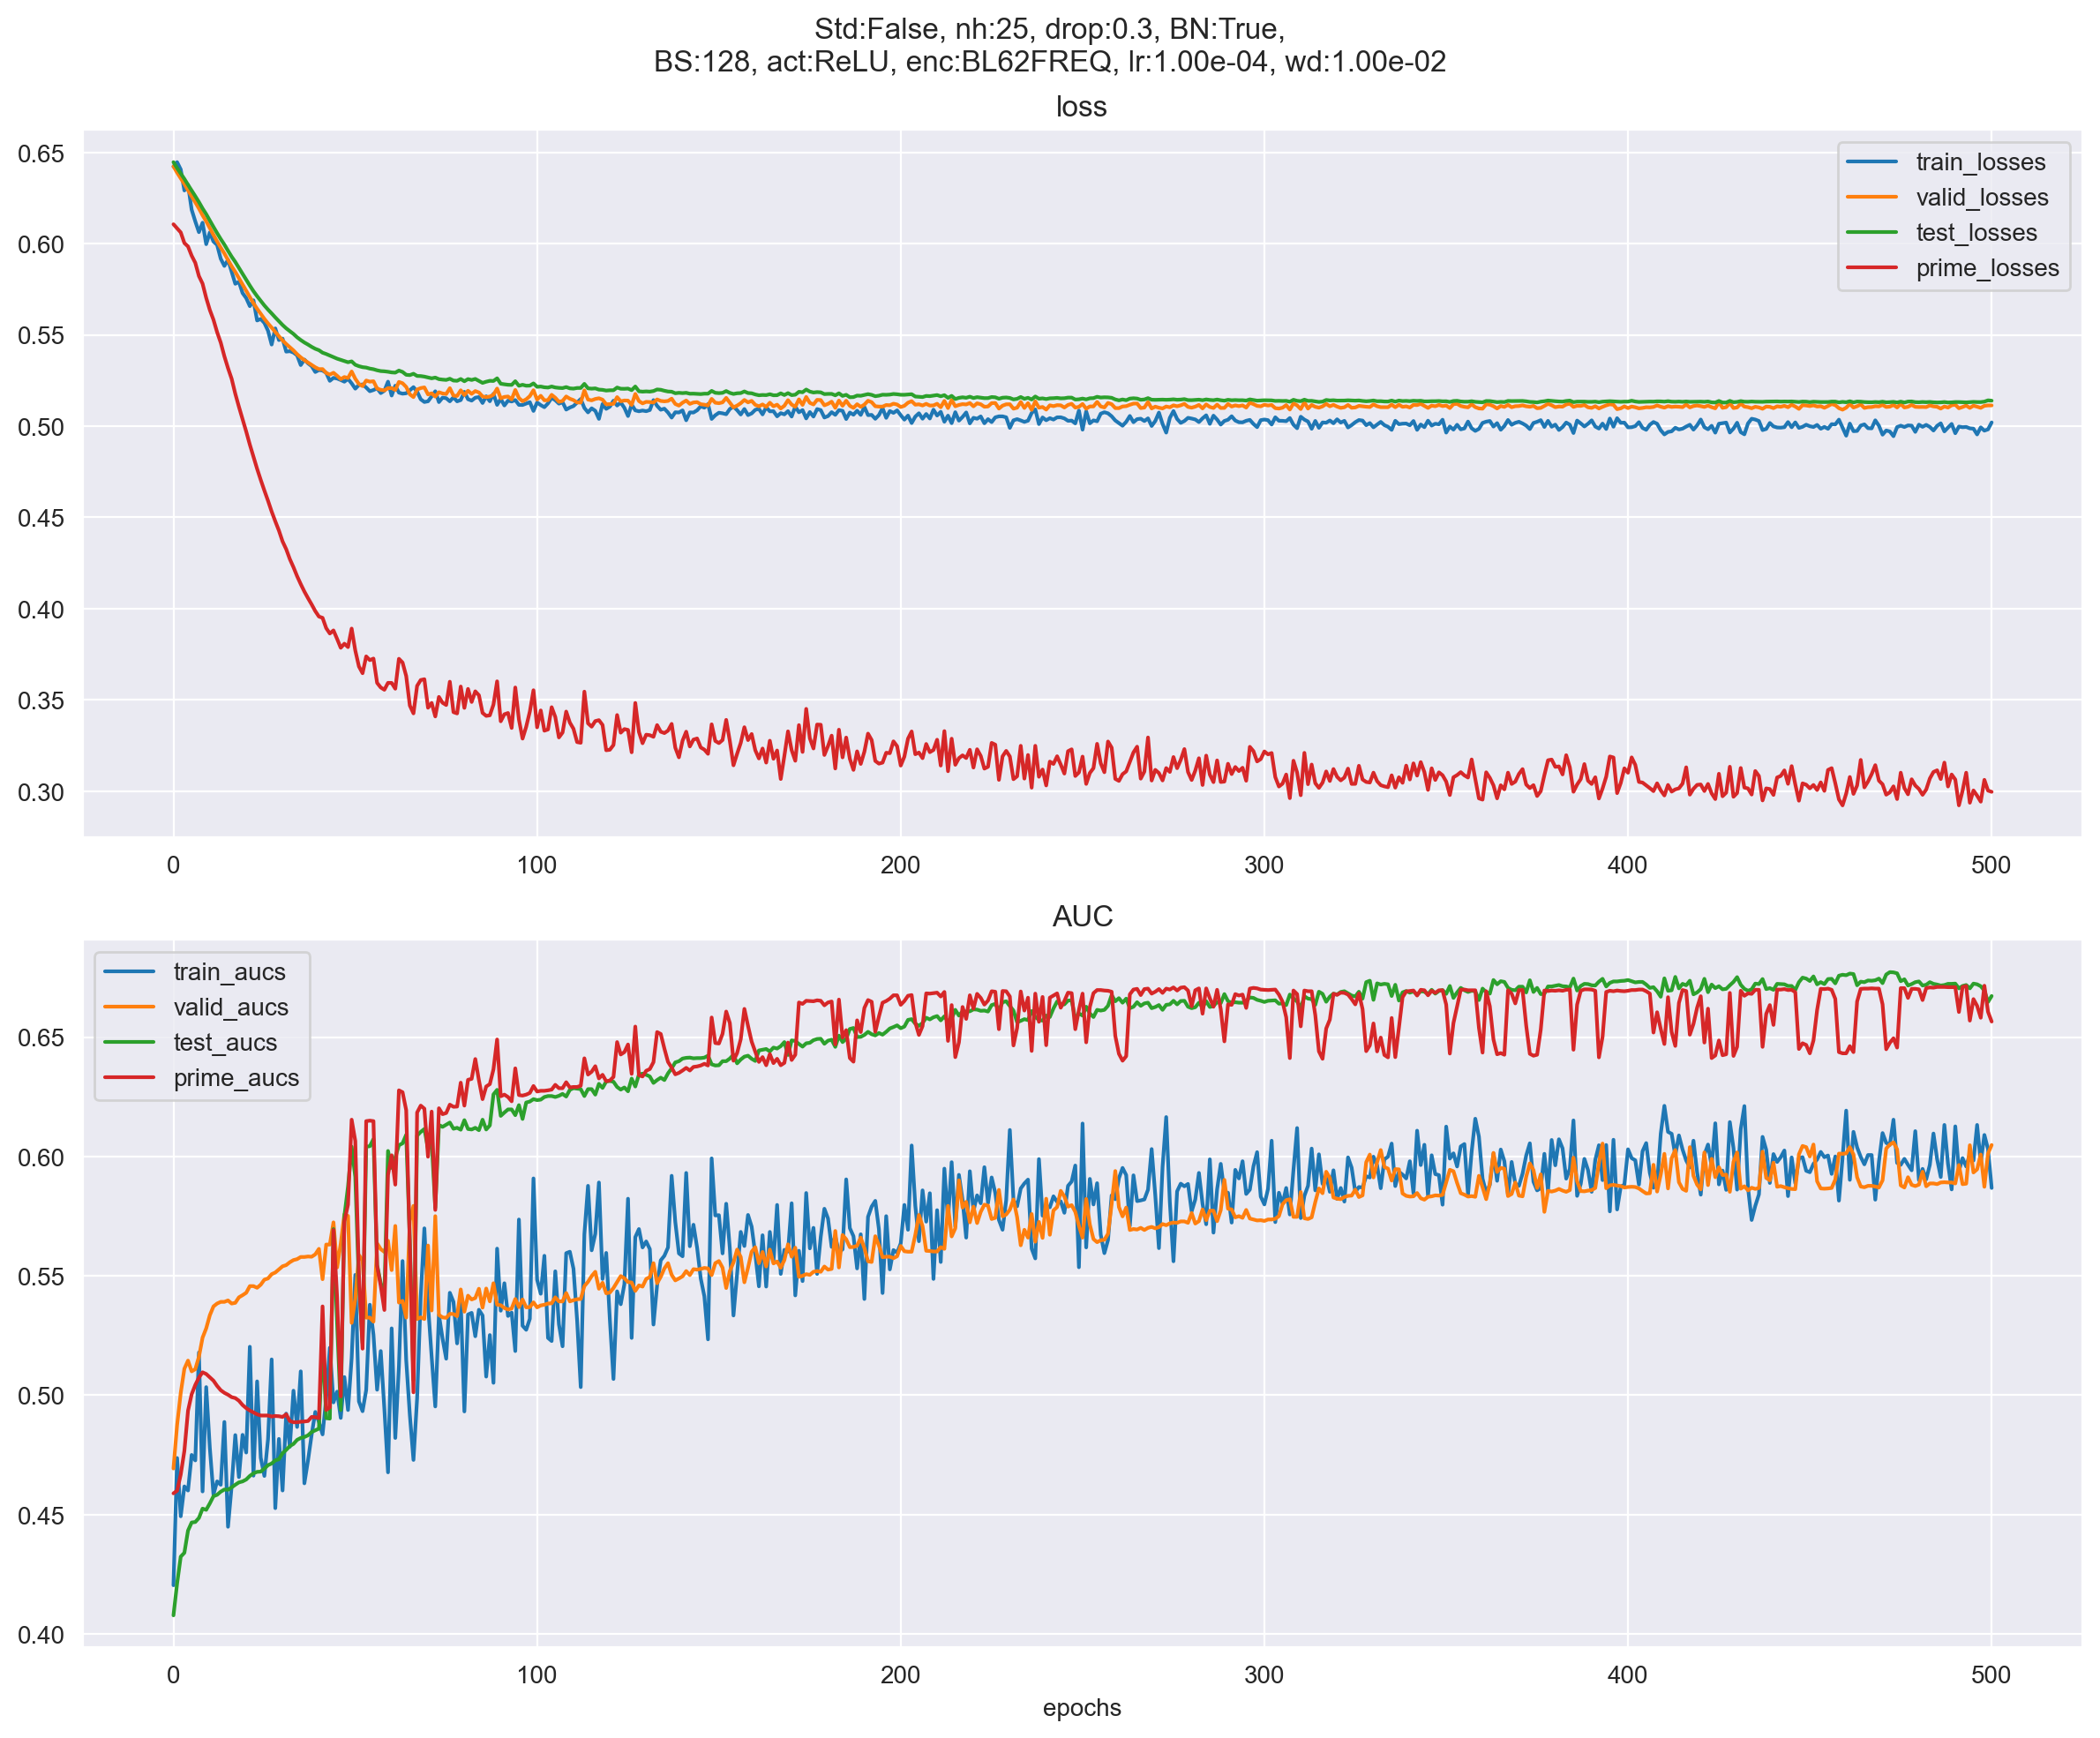 Std:False, nh:25, drop:0.3, BN:True,
BS:128, act:ReLU, enc:BL62FREQ, lr:1.00e-04, wd:1.00e-02
loss
0.65
0.60
0.55
0.50
0.45
0.40
0.35
0.30
train_losses
valid_losses
test_losses
prime_losses
0 100 200 300 400 500
AUC
train_aucs
valid_aucs
test_aucs
prime_aucs
0.65
0.60
0.55
0.50
0.45
0.40
0 100 200 300 400 500
epochs